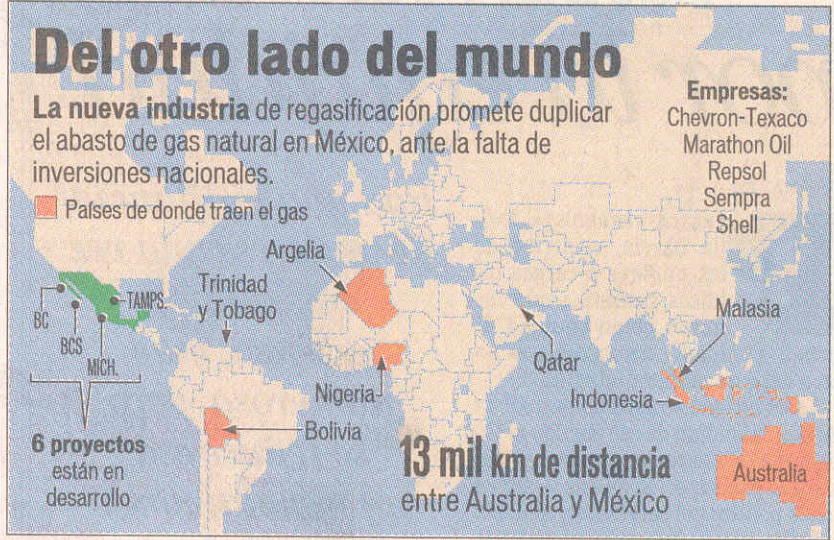 Del otro lado del mundo
La nueva industria de regasificación promete duplicar
el abasto de gas natural en México, ante la falta de
inversiones nacionales.
Países de donde traen el gas
Empresas:
Chevron-Texaco
Marathon Oil
Repsol
Sempra
Shell
Argelia
Trinidad
y Tobago
TAMPS.
BC
BCS
MICH.
Malasia
Qatar
Nigeria
Indonesia
Bolivia
6 proyectos
están en
desarrollo
13 mil km de distancia
entre Australia y México
Australia